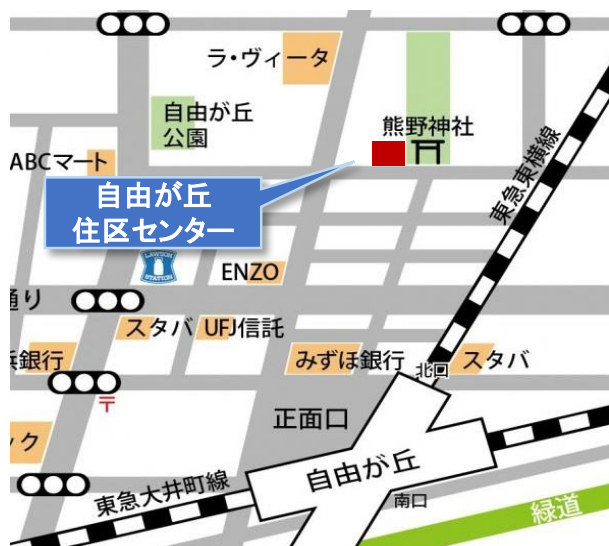 ラ・ヴィータ
自由が丘
公園
熊野神社
ABCマート
東急東横線
自由が丘
住区センター
LAWSON
STATION
ENZO
通り
スタバ
UFJ信託
浜銀行
みずほ銀行
北口
スタバ
〒
正面口
ック
自由が丘
東急大井町線
南口
緑道